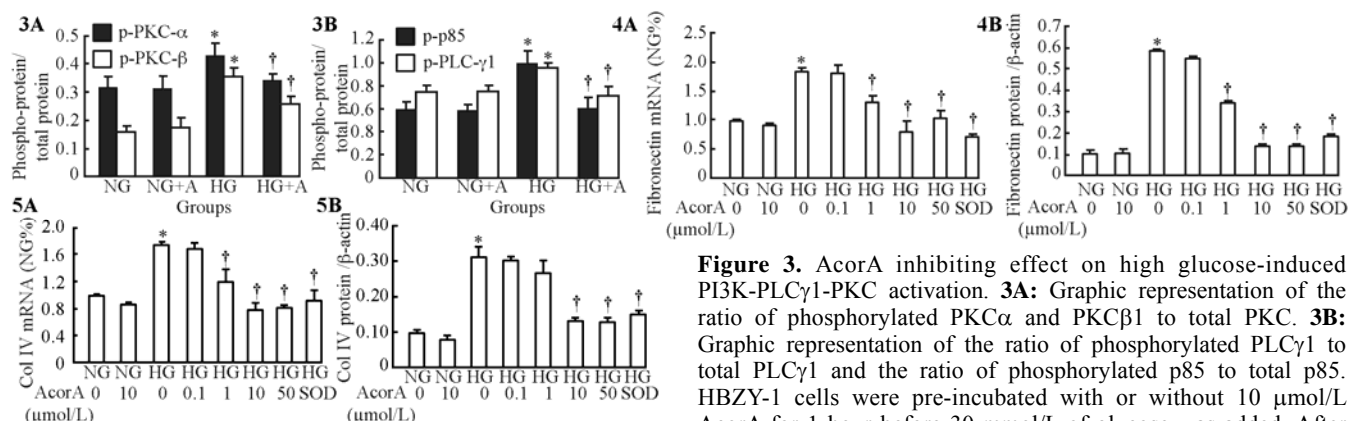 3A
p-PKC-α
p-PKC-β
Phospho-protein/
total protein
0.5
0.4
0.3
0.2
0.1
0
* * † †
NG NG+A HG HG+A
Groups
3B
p-p85
p-PLC-γ1
Phospho-protein/
total protein
1.2
1.0
0.8
0.6
0.8
0.2
0
* * † †
NG NG+A HG HG+A
Groups
4A
Fibronectin mRNA (NG%)
2.5
2.0
1.5
1.0
0.5
0
* † † † †
NG NG HG HG HG HG HG HG
AcorA 0 10 0 0.1 1 10 50 SOD
(μmol/L)
4B
Fibronectin protein /β-actin
0.7
0.6
0.5
0.4
0.3
0.2
0.1
0
* † † † †
NG NG HG HG HG HG HG HG
AcorA 0 10 0 0.1 1 10 50 SOD
(μmol/L)
5A
Col IV mRNA (NG%)
2.0
1.6
1.2
0.8
0.4
0
* † † † †
NG NG HG HG HG HG HG HG
AcorA 0 10 0 0.1 1 10 50 SOD
(μmol/L)
5B
Col IV protein /β-actin
0.40
0.30
0.20
0.10
0
* † † †
NG NG HG HG HG HG HG HG
AcorA 0 10 0 0.1 1 10 50 SOD
(μmol/L)
Figure 3. AcorA inhibiting effect on high glucose-induced
PI3K-PLCγ1-PKC activation. 3A: Graphic representation of the
ratio of phosphorylated PKCα and PKCβ1 to total PKC. 3B:
Graphic representation of the ratio of phosphorylated PLCγ1 to
total PLCγ1 and the ratio of phosphorylated p85 to total p85.
HBZY-1 cells were pre-incubated with or without 10 μmol/L
AcorA for 1 hour before 30 mmol/L of glucose was added. After